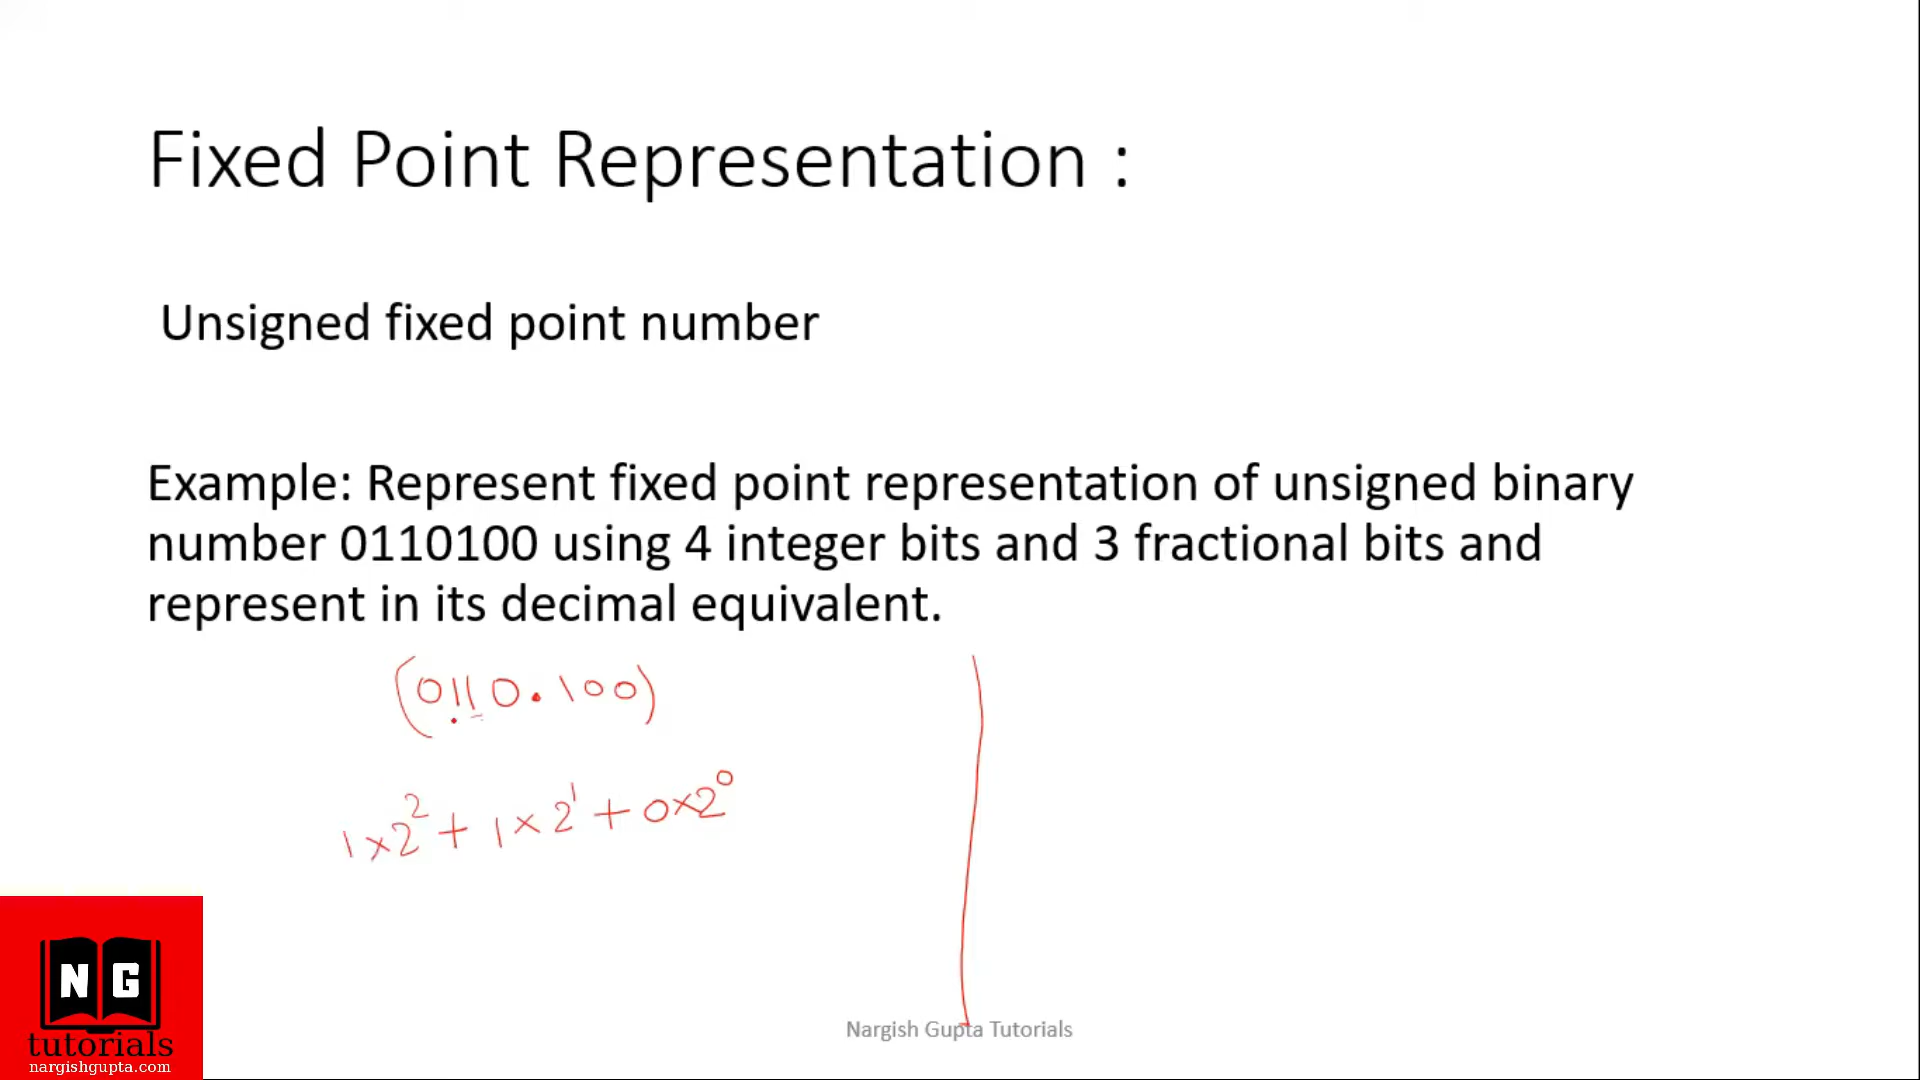 Fixed Point Representation :
Unsigned fixed point number
Example: Represent fixed point representation of unsigned binary
number 0110100 using 4 integer bits and 3 fractional bits and
represent in its decimal equivalent.
(0110.100)
1×2² + 1×2¹ + 0×2⁰
NG
tutorials
nargishgupta.com
Nargish Gupta Tutorials